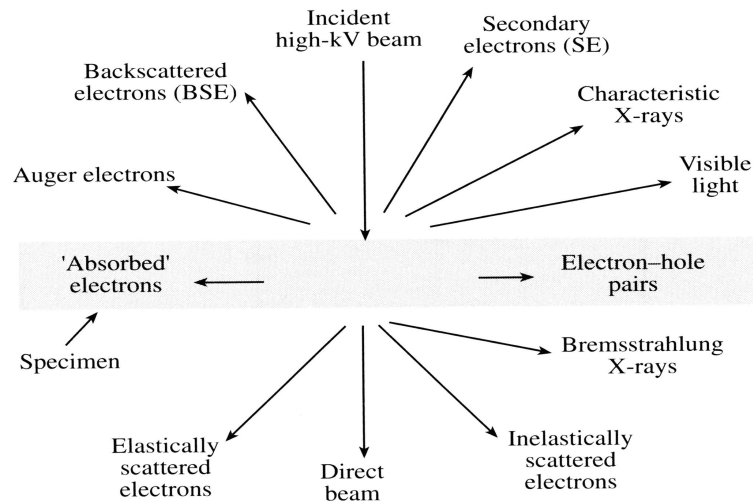 Incident
high-kV beam
Secondary
electrons (SE)
Backscattered
electrons (BSE)
Characteristic
X-rays
Auger electrons
Visible
light
'Absorbed'
electrons
Electron–hole
pairs
Specimen
Bremsstrahlung
X-rays
Elastically
scattered
electrons
Direct
beam
Inelastically
scattered
electrons